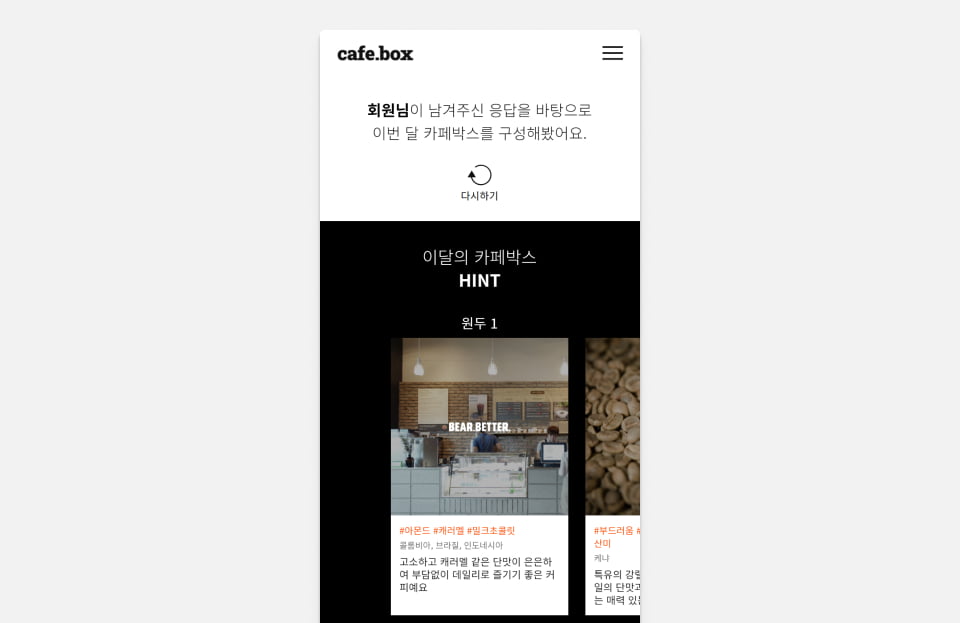 cafe.box
회원님이 남겨주신 응답을 바탕으로
이번 달 카페박스를 구성해봤어요.
다시하기
이달의 카페박스
HINT
원두 1
BEAR.BETTER.
#아몬드 #캐러멜 #밀크초콜릿
콜롬비아, 브라질, 인도네시아
고소하고 캐러멜 같은 단맛이 은은하
여 부담없이 데일리로 즐기기 좋은 커
피예요
#부드러움 #
산미
케냐
특유의 강렬
일의 단맛과
는 매력 있는